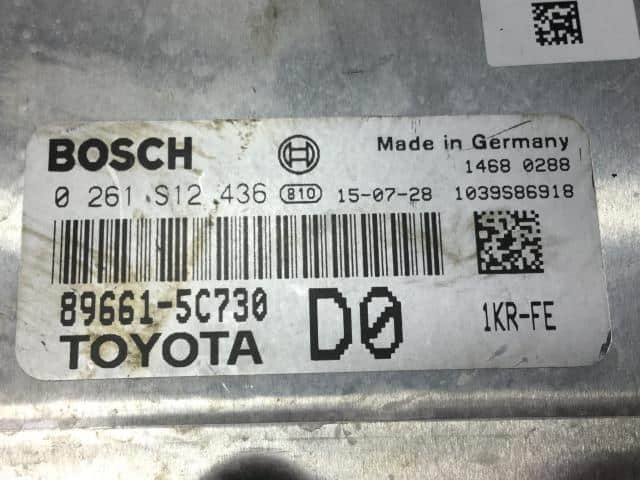 BOSCH Made in Germany
1468 0288
0 261 S12 436 810 15-07-28 1039S86918
89661-5C730 D0 1KR-FE
TOYOTA